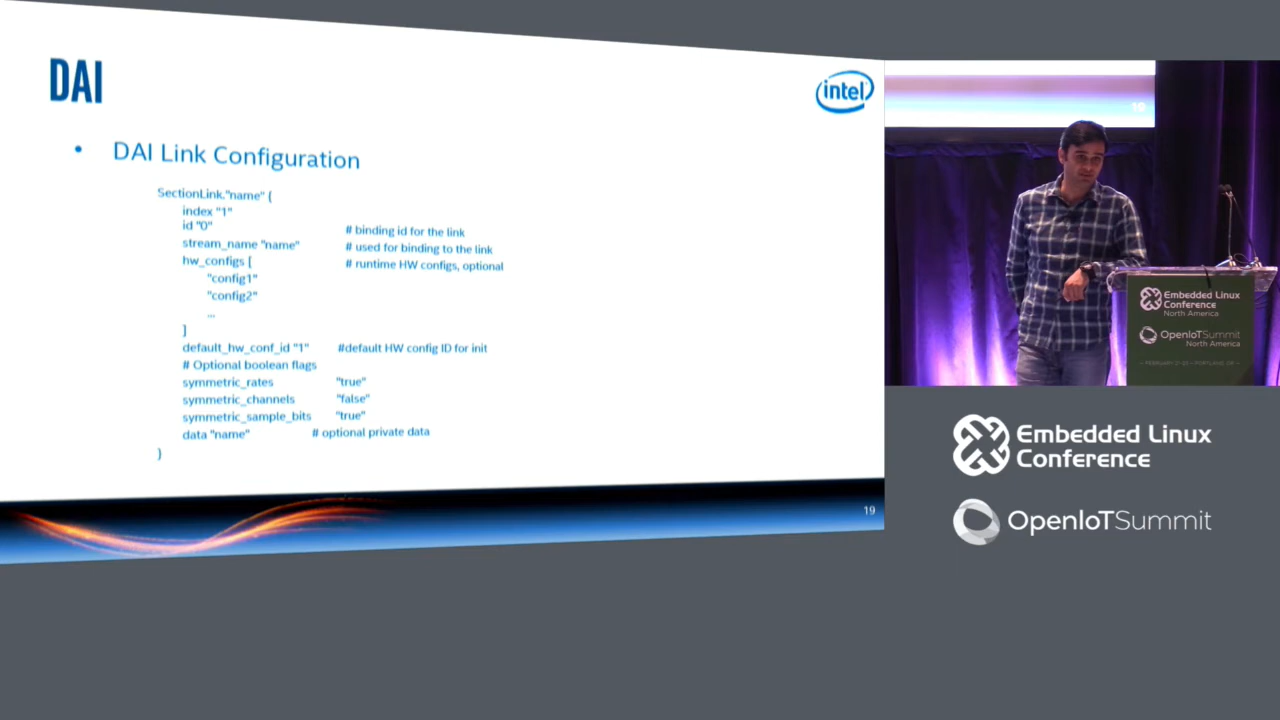 DAI
intel
• DAI Link Configuration
SectionLink."name" {
index "1"
id "0" # binding id for the link
stream_name "name" # used for binding to the link
hw_configs [ # runtime HW configs, optional
"config1"
"config2"
...
]
default_hw_conf_id "1" #default HW config ID for init
# Optional boolean flags
symmetric_rates "true"
symmetric_channels "false"
symmetric_sample_bits "true"
data "name" # optional private data
}
19
19
Embedded Linux
Conference
North America
OpenIoTSummit
North America
Embedded Linux
Conference
OpenIoTSummit